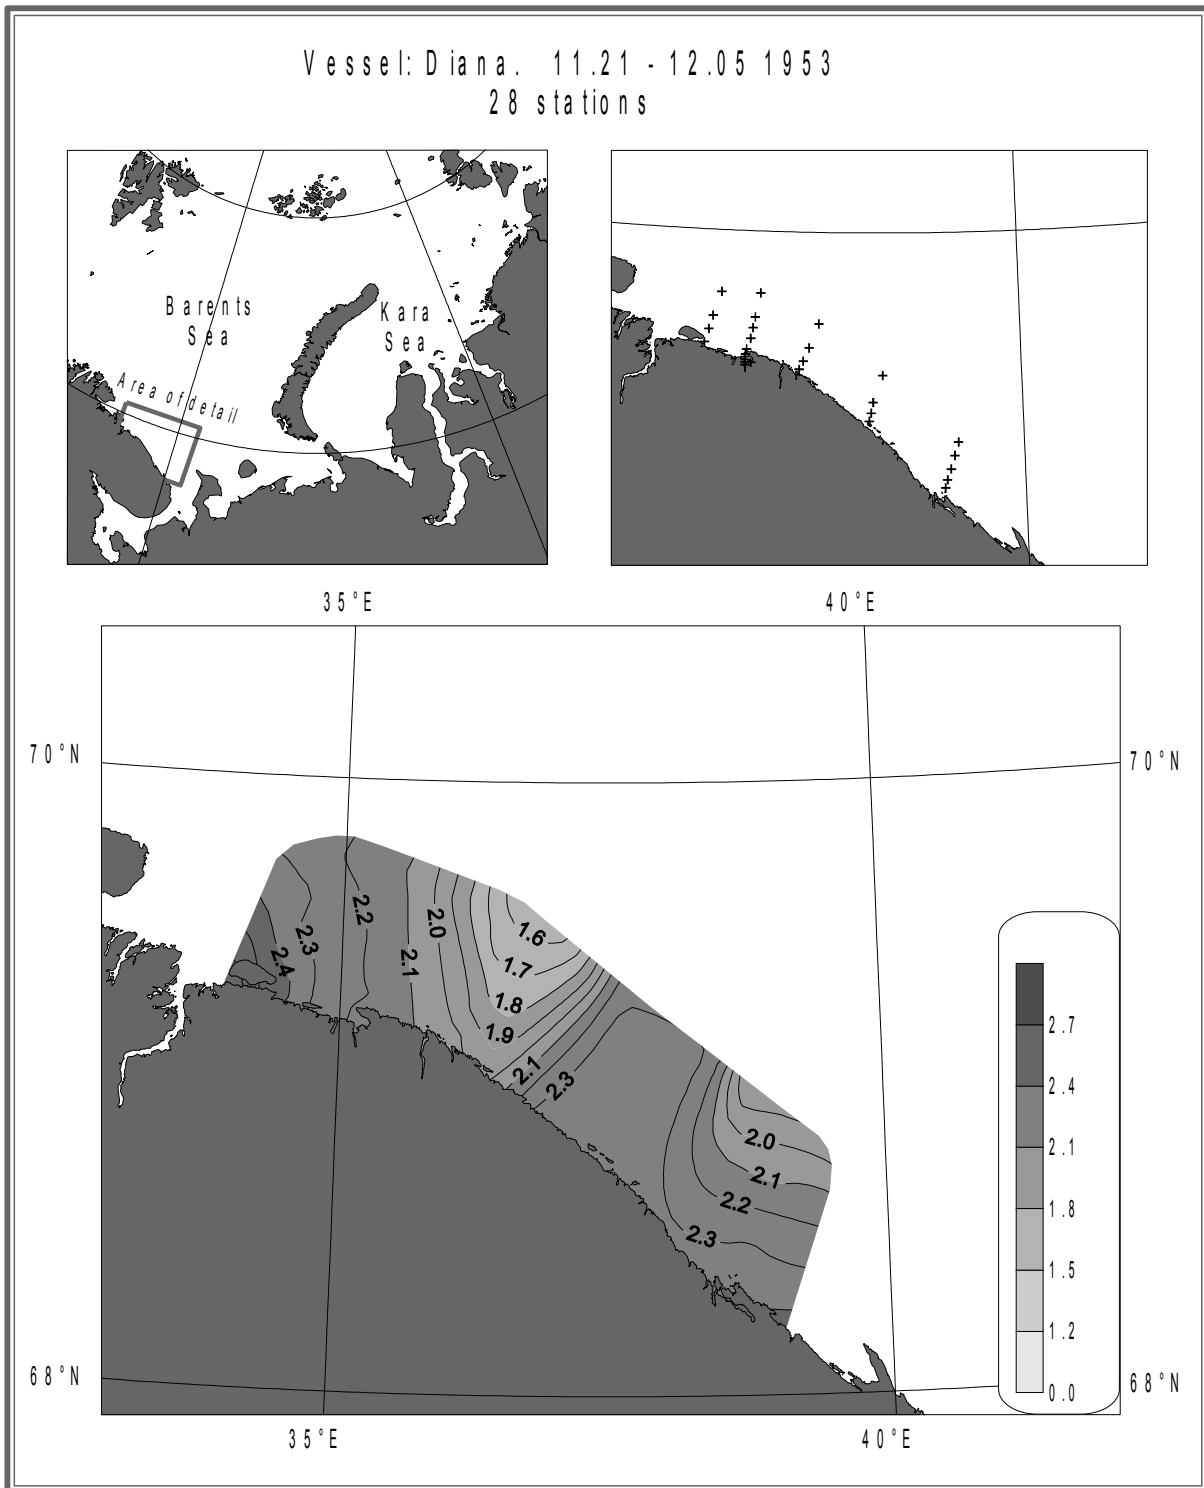 Vessel: Diana. 11.21 - 12.05 1953
28 stations
Barents
Sea
Kara
Sea
Area of detail
35°E
40°E
70°N
70°N
2.4
2.3
2.2
2.1
2.0
1.6
1.7
1.8
1.9
2.1
2.3
2.0
2.1
2.2
2.3
2.7
2.4
2.1
1.8
1.5
1.2
0.0
68°N
68°N
35°E
40°E